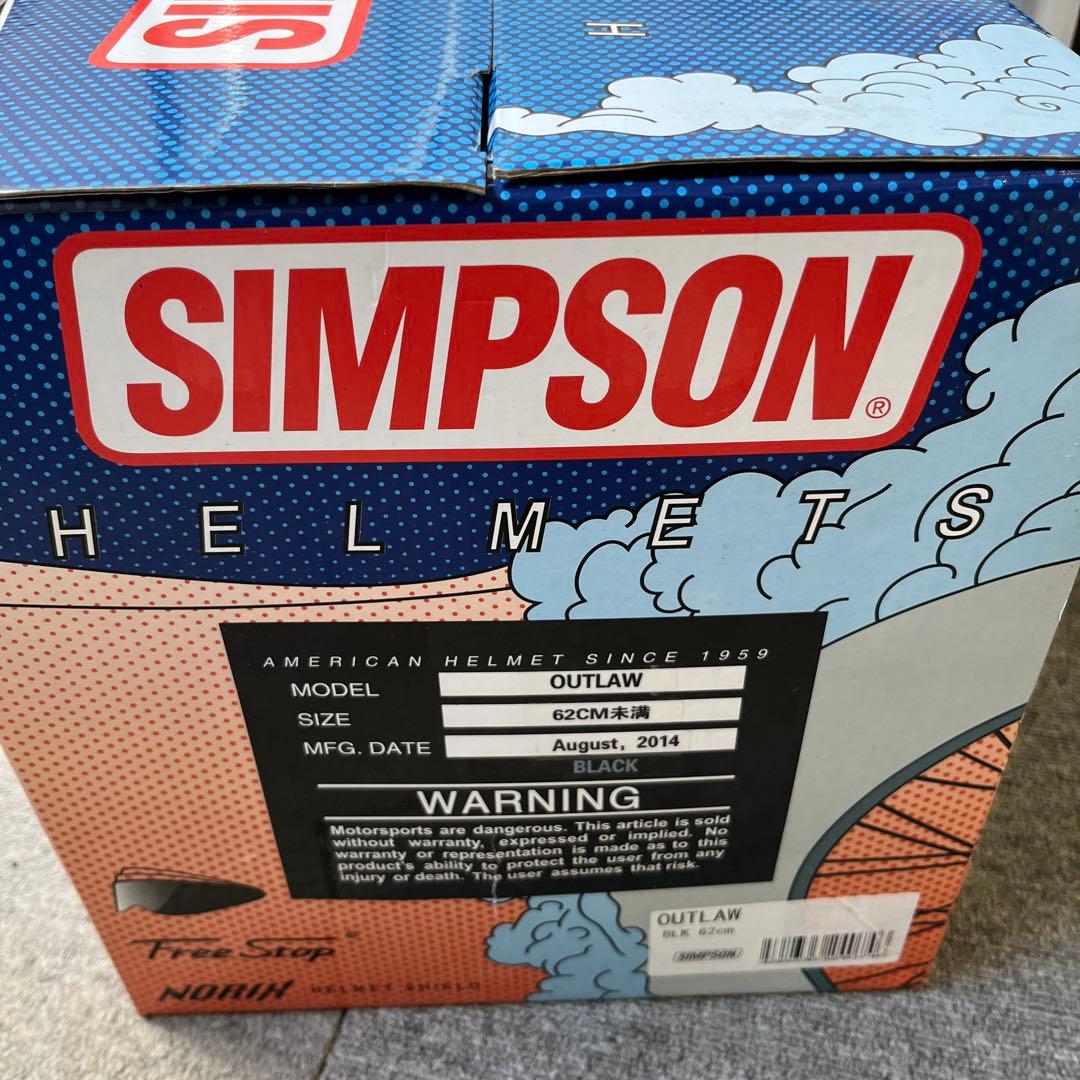 SIMPSON®
HELMETS
AMERICAN HELMET SINCE 1959
MODEL OUTLAW
SIZE 62CM未満
MFG. DATE August, 2014
BLACK
WARNING
Motorsports are dangerous. This article is sold
without warranty, expressed or implied. No
warranty or representation is made as to this
product's ability to protect the user from any
injury or death. The user assumes that risk.
OUTLAW
BLK 62cm
SIMPSON
Free Stop
NORIX HELMET SHIELD